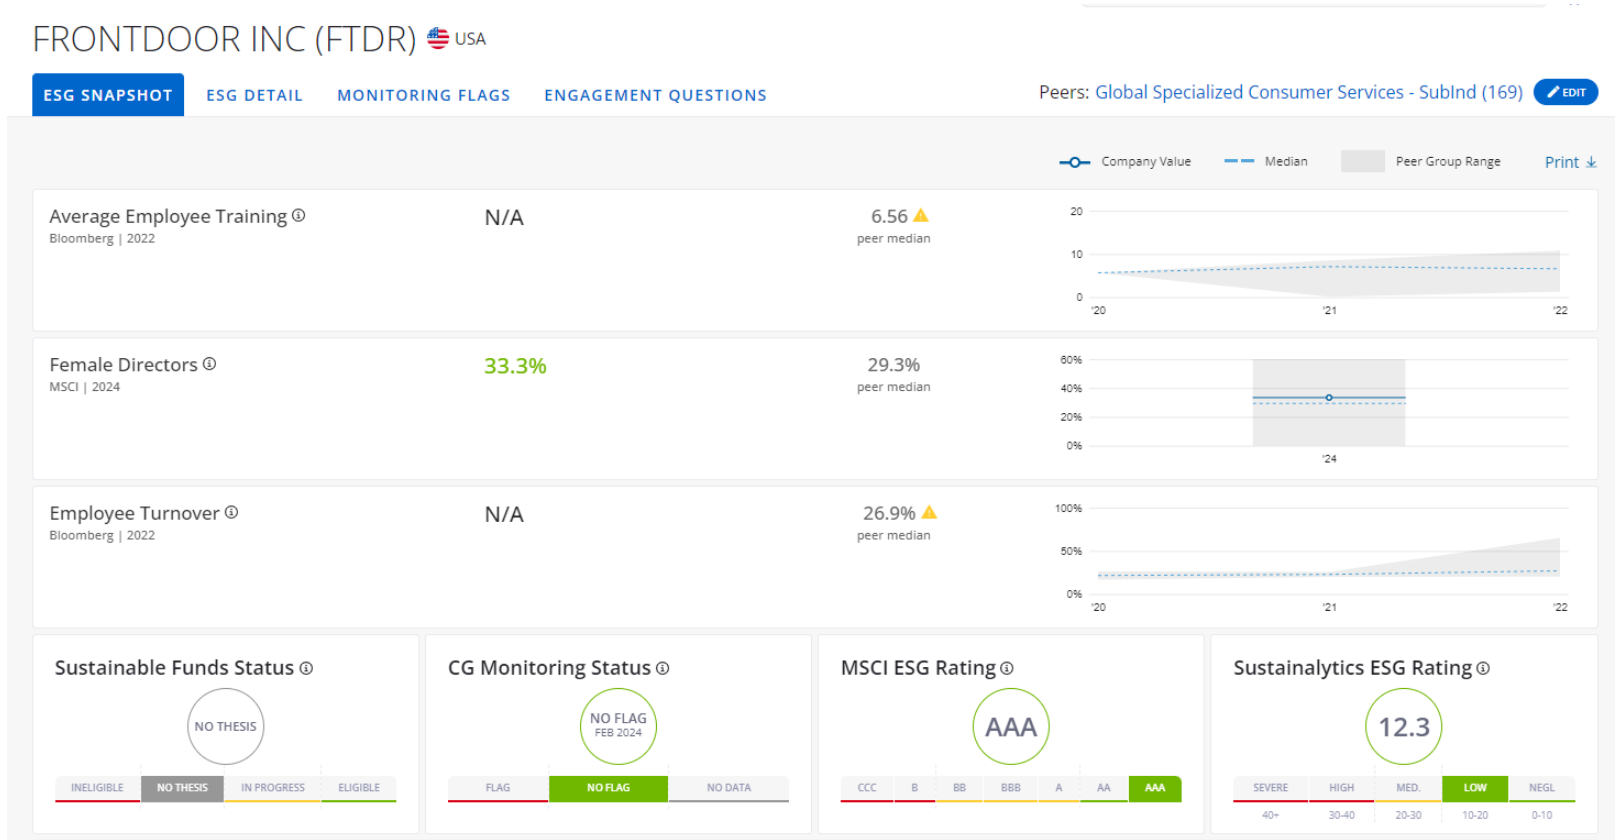 FRONTDOOR INC (FTDR) USA
ESG SNAPSHOT ESG DETAIL MONITORING FLAGS ENGAGEMENT QUESTIONS Peers: Global Specialized Consumer Services - SubInd (169) EDIT
Company Value Median Peer Group Range Print
Average Employee Training N/A 6.56
Bloomberg | 2022 peer median
20
10
0
'20 '21 '22
Female Directors 33.3% 29.3%
MSCI | 2024 peer median
60%
40%
20%
0%
'24
Employee Turnover N/A 26.9%
Bloomberg | 2022 peer median
100%
50%
0%
'20 '21 '22
Sustainable Funds Status
NO THESIS
INELIGIBLE NO THESIS IN PROGRESS ELIGIBLE
CG Monitoring Status
NO FLAG
FEB 2024
FLAG NO FLAG NO DATA
MSCI ESG Rating
AAA
CCC B BB BBB A AA AAA
Sustainalytics ESG Rating
12.3
SEVERE HIGH MED. LOW NEGL
40+ 30-40 20-30 10-20 0-10